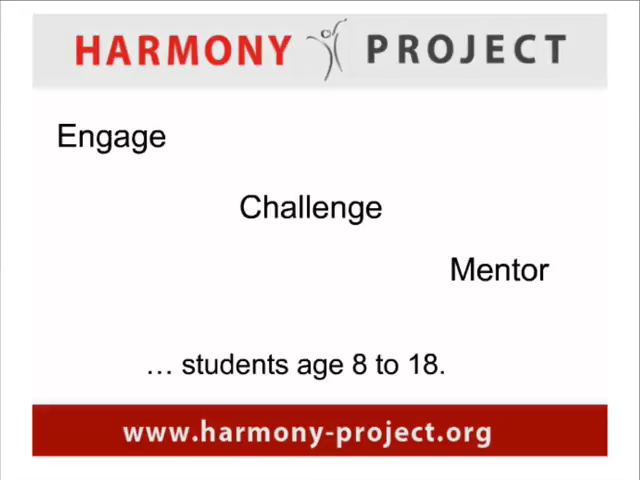 HARMONY PROJECT
Engage
Challenge
Mentor
... students age 8 to 18.
www.harmony-project.org